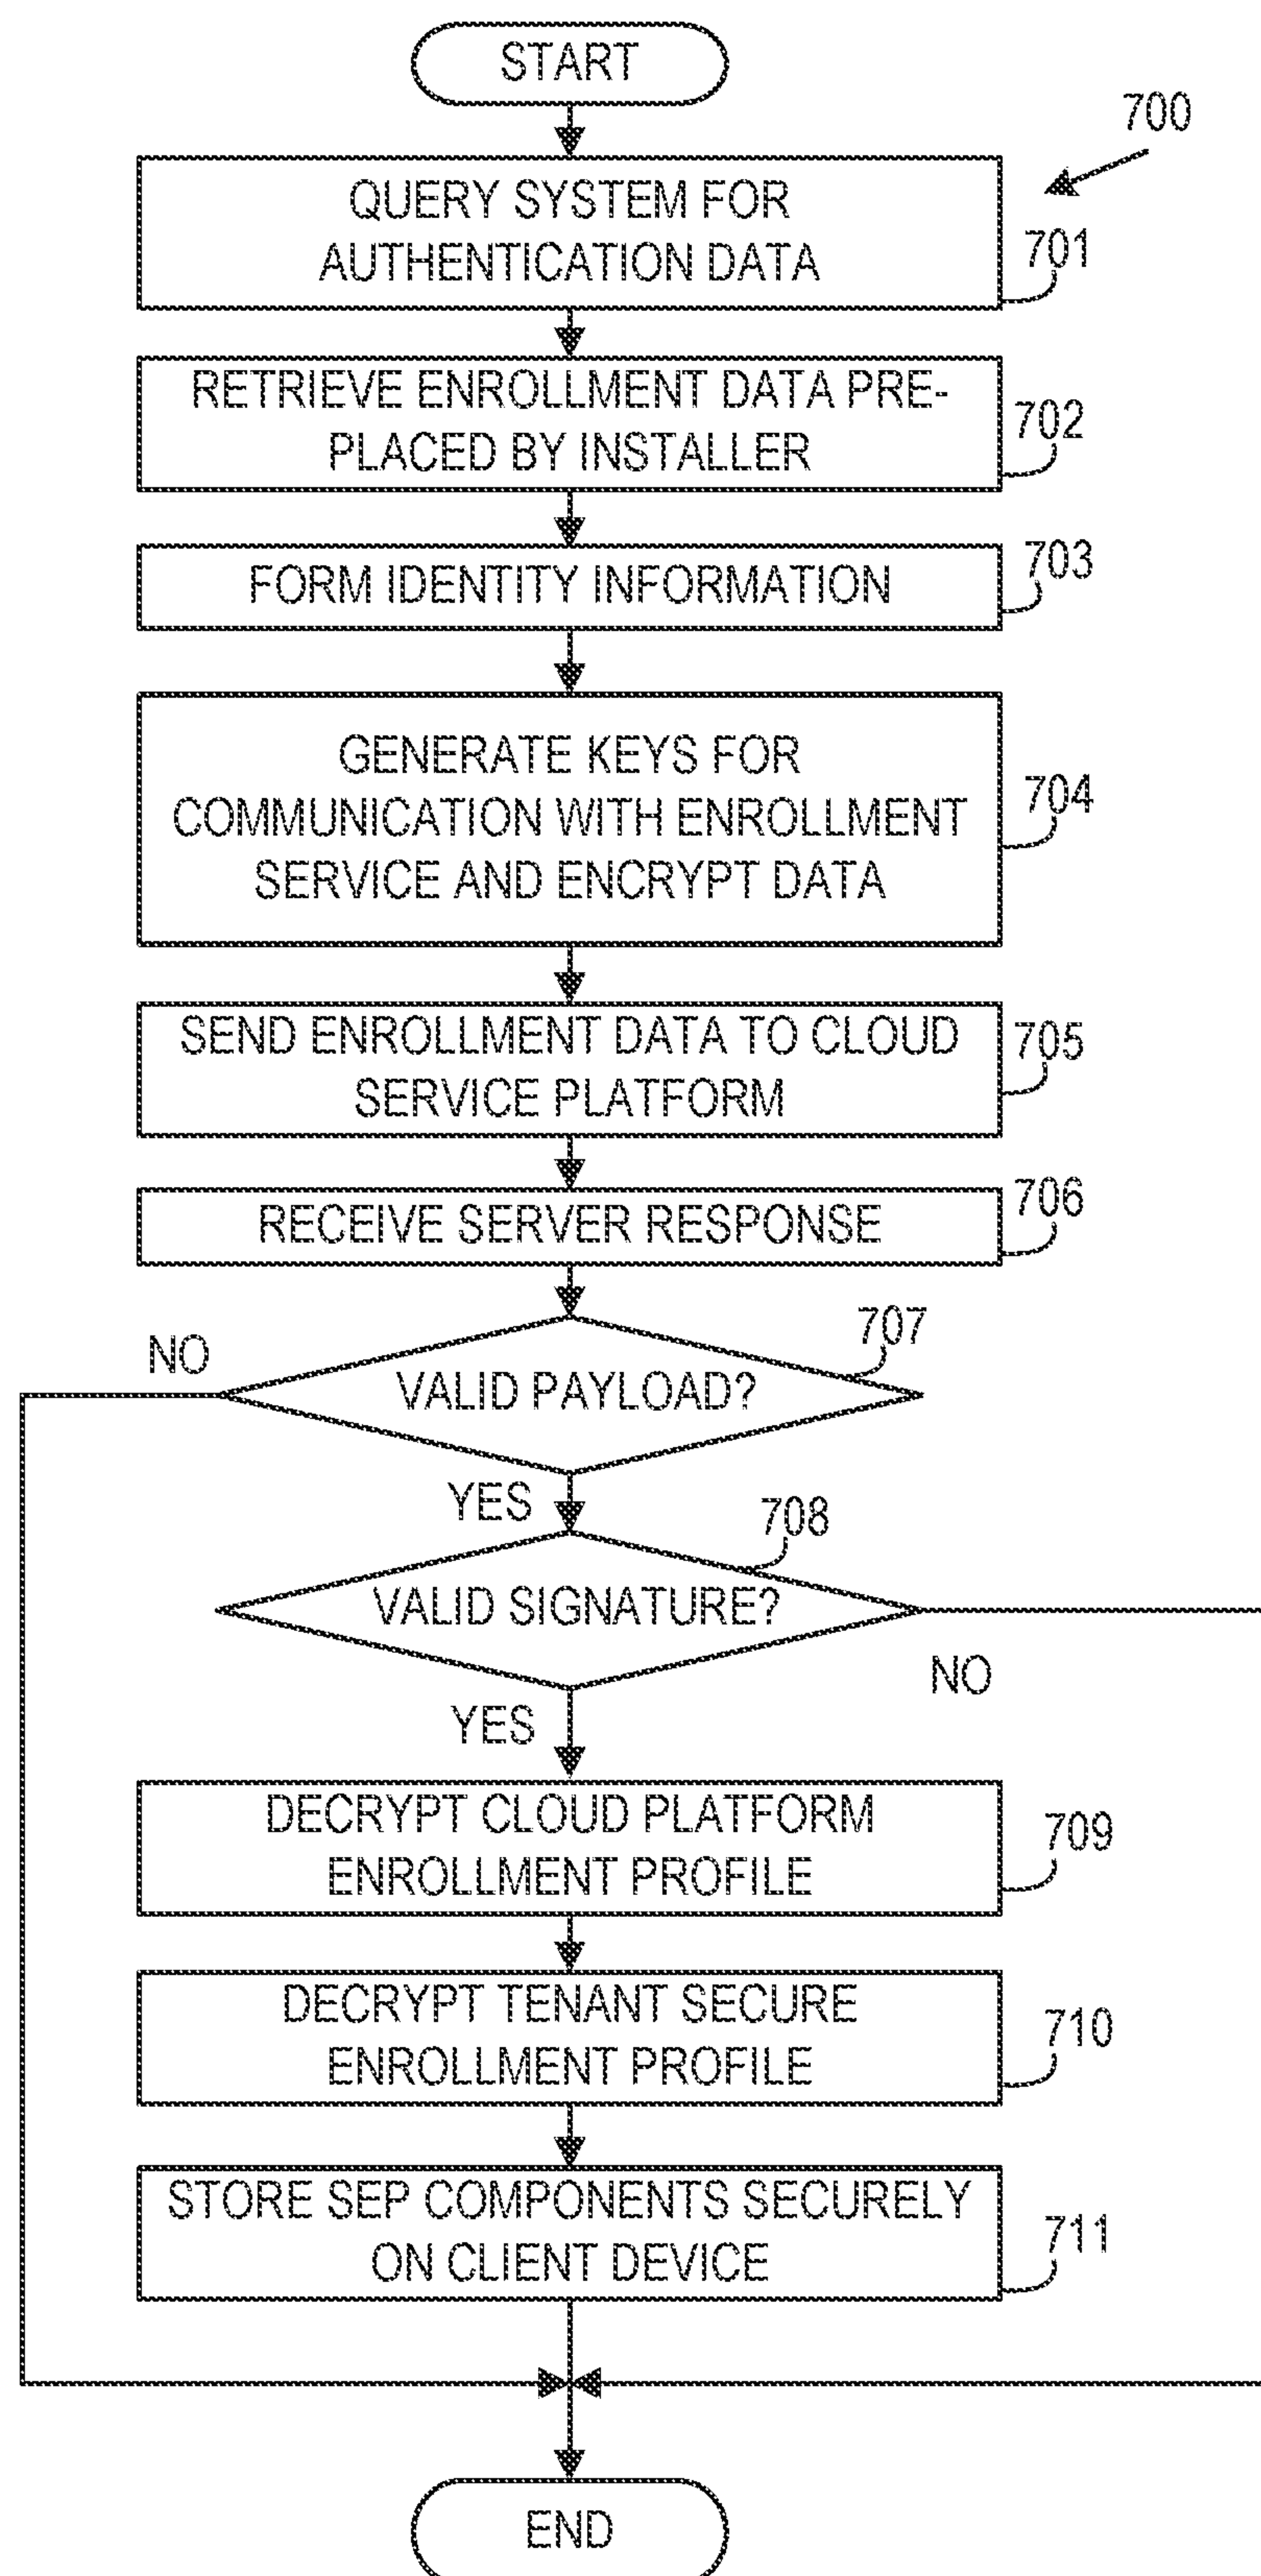 START
700
QUERY SYSTEM FOR
AUTHENTICATION DATA
701
RETRIEVE ENROLLMENT DATA PRE-
PLACED BY INSTALLER
702
FORM IDENTITY INFORMATION
703
GENERATE KEYS FOR
COMMUNICATION WITH ENROLLMENT
SERVICE AND ENCRYPT DATA
704
SEND ENROLLMENT DATA TO CLOUD
SERVICE PLATFORM
705
RECEIVE SERVER RESPONSE
706
NO
VALID PAYLOAD?
707
YES
VALID SIGNATURE?
708
NO
YES
DECRYPT CLOUD PLATFORM
ENROLLMENT PROFILE
709
DECRYPT TENANT SECURE
ENROLLMENT PROFILE
710
STORE SEP COMPONENTS SECURELY
ON CLIENT DEVICE
711
END